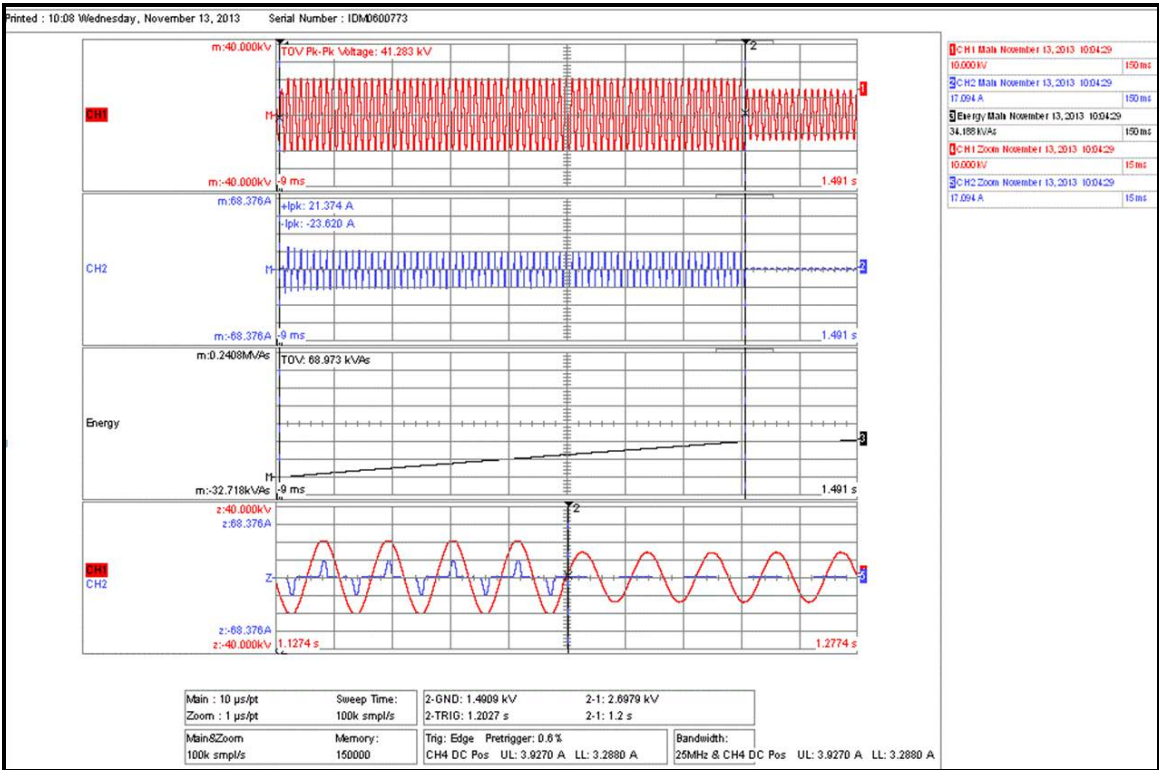 Printed : 10:08 Wednesday, November 13, 2013 Serial Number : IDM0600773
m:40.000kV
TOV Pk-Pk Voltage: 41.283 kV
2
1
CH1
M
m:-40.000kV
-9 ms
1.491 s
m:68.376A
+Ipk: 21.374 A
-Ipk: -23.620 A
CH2
M
2
m:-68.376A
-9 ms
1.491 s
m:0.2408MVAs
TOV: 68.973 kVAs
Energy
3
M
m:-32.718kVAs
-9 ms
1.491 s
z:40.000kV
z:68.376A
2
CH1
CH2
Z
5
z:-68.376A
z:-40.000kV
1.1274 s
1.2774 s
1 CH1 Main November 13, 2013 10:04:29
10.000 kV 150 ms
2 CH2 Main November 13, 2013 10:04:29
17.094 A 150 ms
3 Energy Main November 13, 2013 10:04:29
34.188 kVAs 150 ms
4 CH1 Zoom November 13, 2013 10:04:29
10.000 kV 15 ms
5 CH2 Zoom November 13, 2013 10:04:29
17.094 A 15 ms
Main : 10 µs/pt Sweep Time:
Zoom : 1 µs/pt 100k smpl/s
2-GND: 1.4909 kV 2-1: 2.6979 kV
2-TRIG: 1.2027 s 2-1: 1.2 s
Main&Zoom Memory:
100k smpl/s 150000
Trig: Edge Pretrigger: 0.6%
CH4 DC Pos UL: 3.9270 A LL: 3.2880 A
Bandwidth:
25MHz & CH4 DC Pos UL: 3.9270 A LL: 3.2880 A